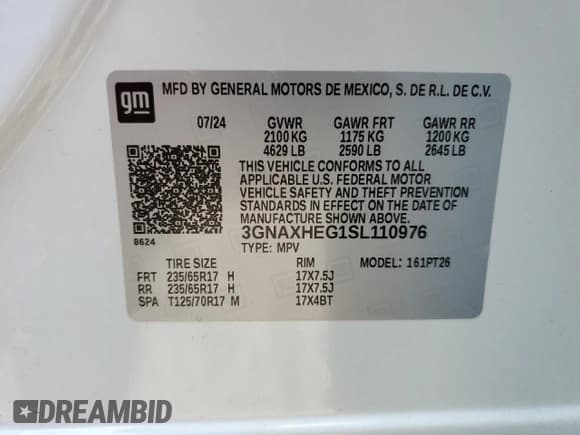 gm
MFD BY GENERAL MOTORS DE MEXICO, S. DE R.L. DE C.V.
07/24 GVWR GAWR FRT GAWR RR
2100 KG 1175 KG 1200 KG
4629 LB 2590 LB 2645 LB
THIS VEHICLE CONFORMS TO ALL
APPLICABLE U.S. FEDERAL MOTOR
VEHICLE SAFETY AND THEFT PREVENTION
STANDARDS IN EFFECT ON THE DATE OF
MANUFACTURE SHOWN ABOVE.
3GNAXHEG1SL110976
8624
TYPE: MPV
TIRE SIZE RIM MODEL: 161PT26
FRT 235/65R17 H 17X7.5J
RR 235/65R17 H 17X7.5J
SPA T125/70R17 M 17X4BT
DREAMBID